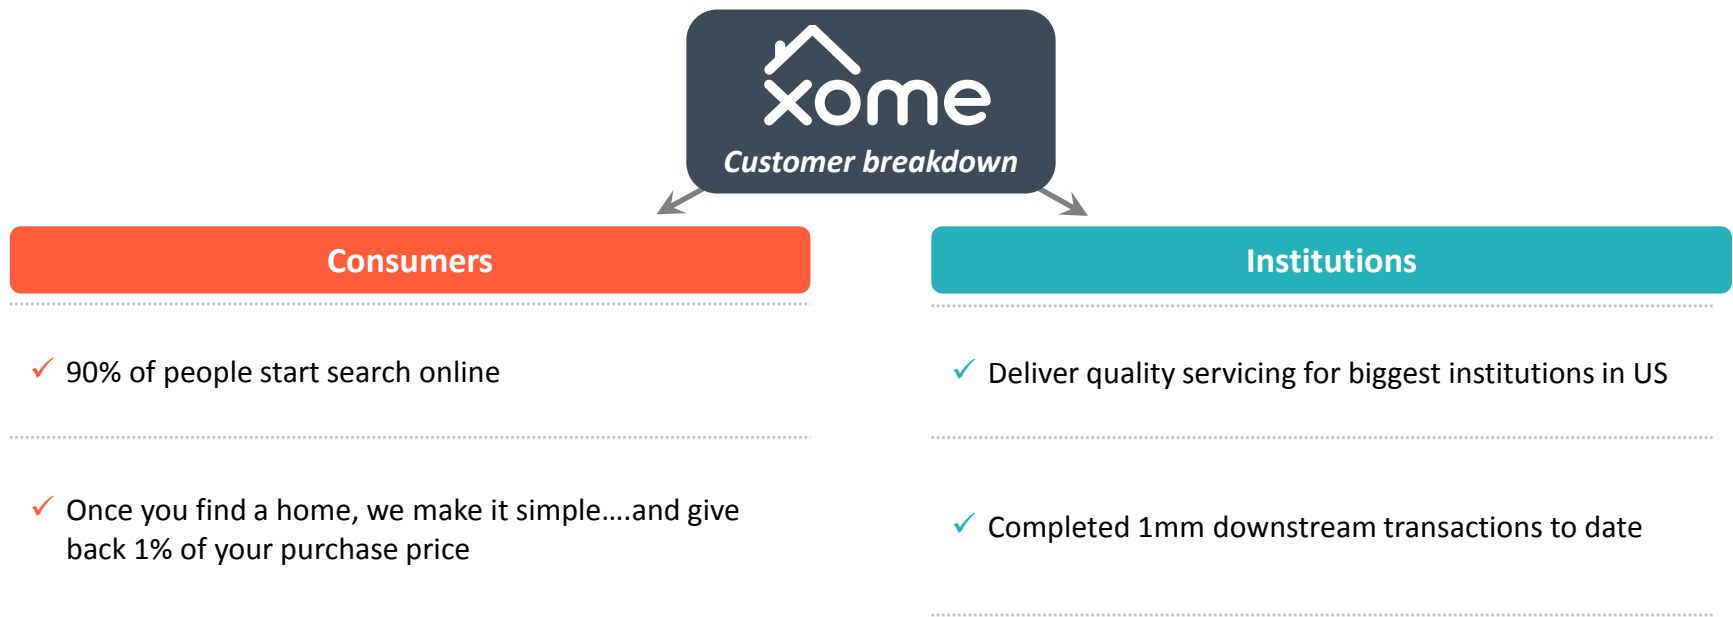 xome
Customer breakdown
Consumers
90% of people start search online
Once you find a home, we make it simple....and give
back 1% of your purchase price
Institutions
Deliver quality servicing for biggest institutions in US
Completed 1mm downstream transactions to date